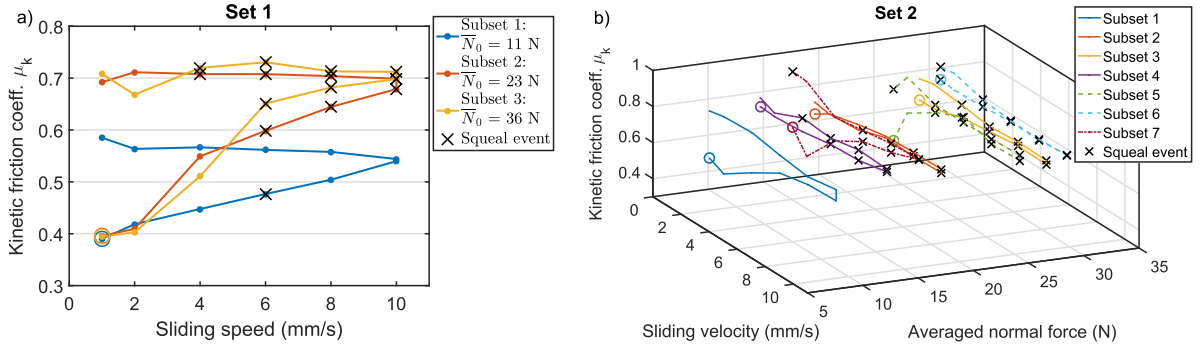 a)
Set 1
Kinetic friction coeff. μk
0.8
0.7
0.6
0.5
0.4
0.3
0 2 4 6 8 10
Sliding speed (mm/s)
Subset 1:
N̅0 = 11 N
Subset 2:
N̅0 = 23 N
Subset 3:
N̅0 = 36 N
Squeal event
b)
Set 2
Kinetic friction coeff. μk
1
0.8
0.6
0.4
0
2
4
6
8
10
Sliding velocity (mm/s)
5 10 15 20 25 30 35
Averaged normal force (N)
Subset 1
Subset 2
Subset 3
Subset 4
Subset 5
Subset 6
Subset 7
Squeal event